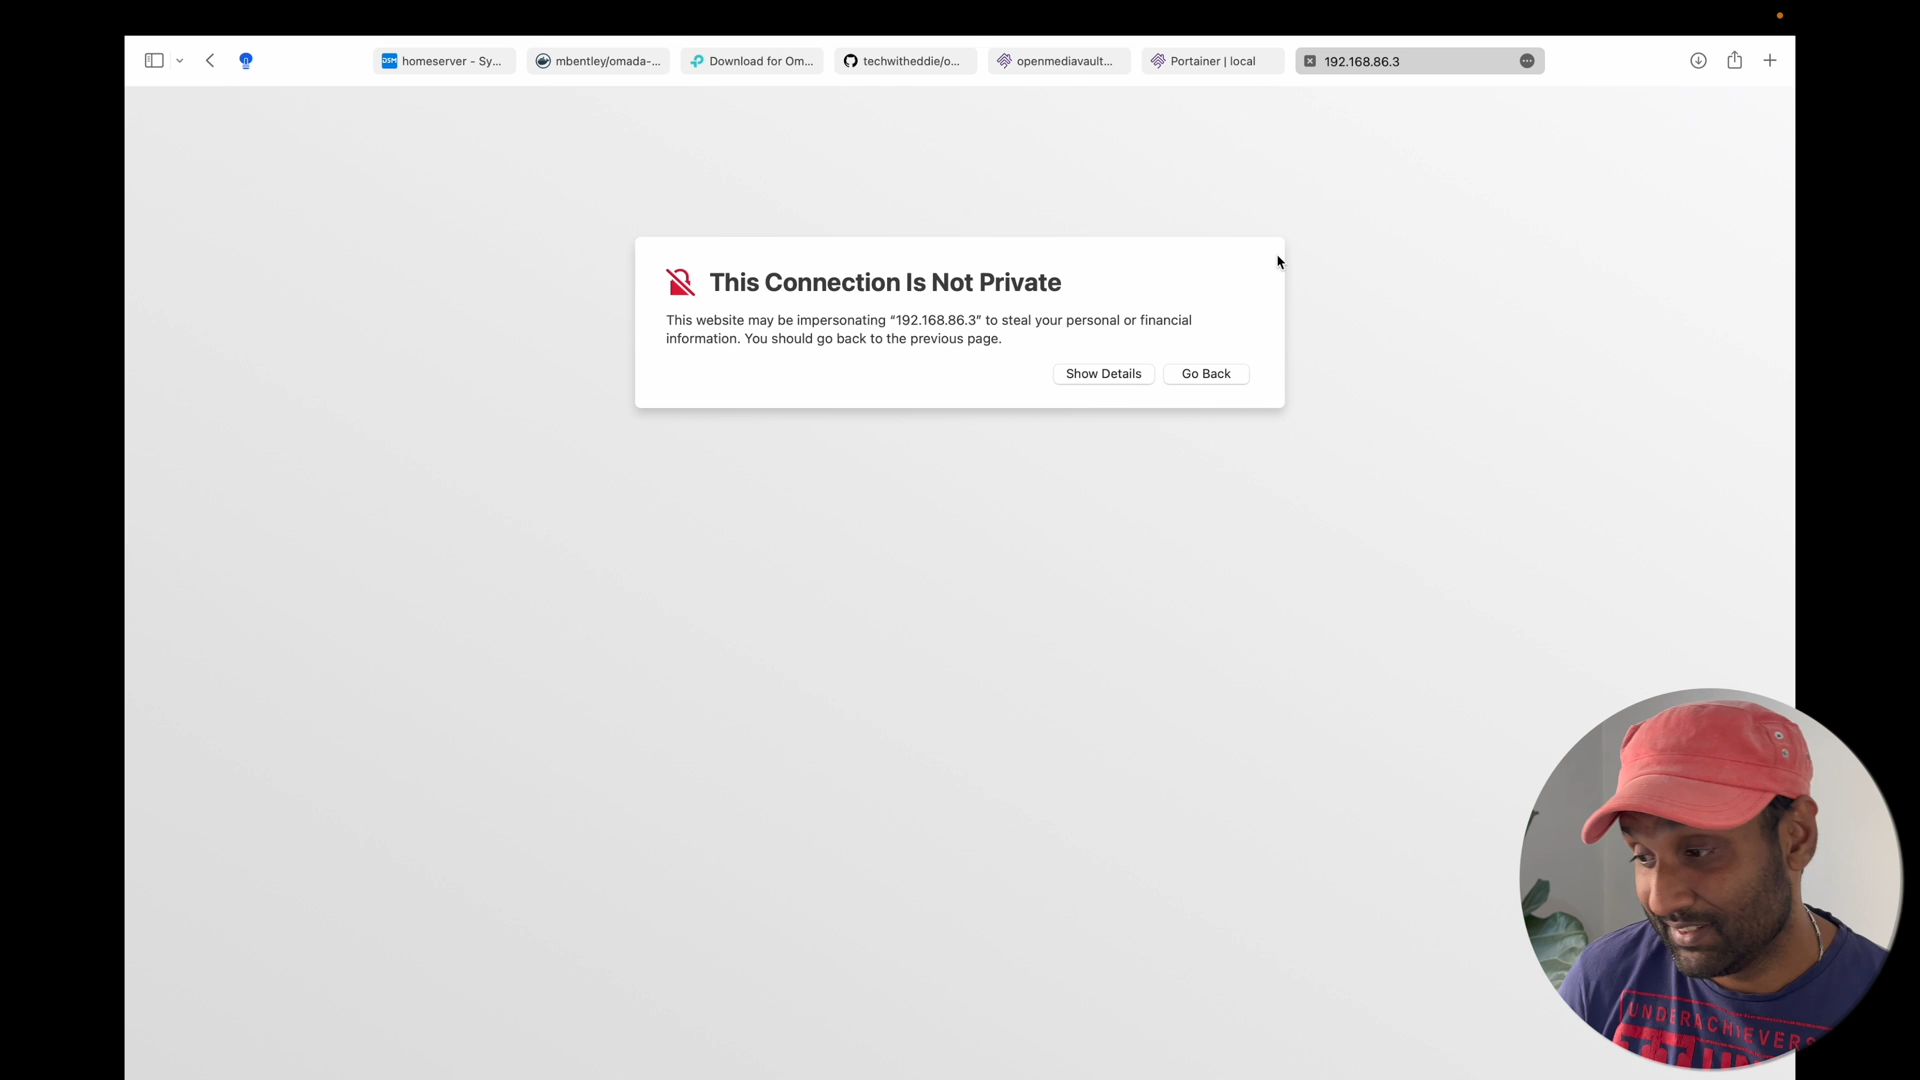 DSM homeserver - Sy... mbentley/omada-... Download for Om... techwitheddie/o... openmediavault... Portainer | local 192.168.86.3
This Connection Is Not Private
This website may be impersonating “192.168.86.3” to steal your personal or financial
information. You should go back to the previous page.
Show Details Go Back
UNDERACHIEVERS